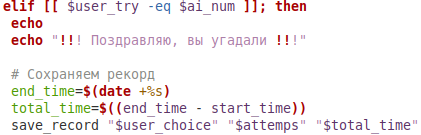 elif [[ $user_try -eq $ai_num ]]; then
echo
echo "!!! Поздравляю, вы угадали !!!"
# Сохраняем рекорд
end_time=$(date +%s)
total_time=$((end_time - start_time))
save_record "$user_choice" "$attemps" "$total_time"